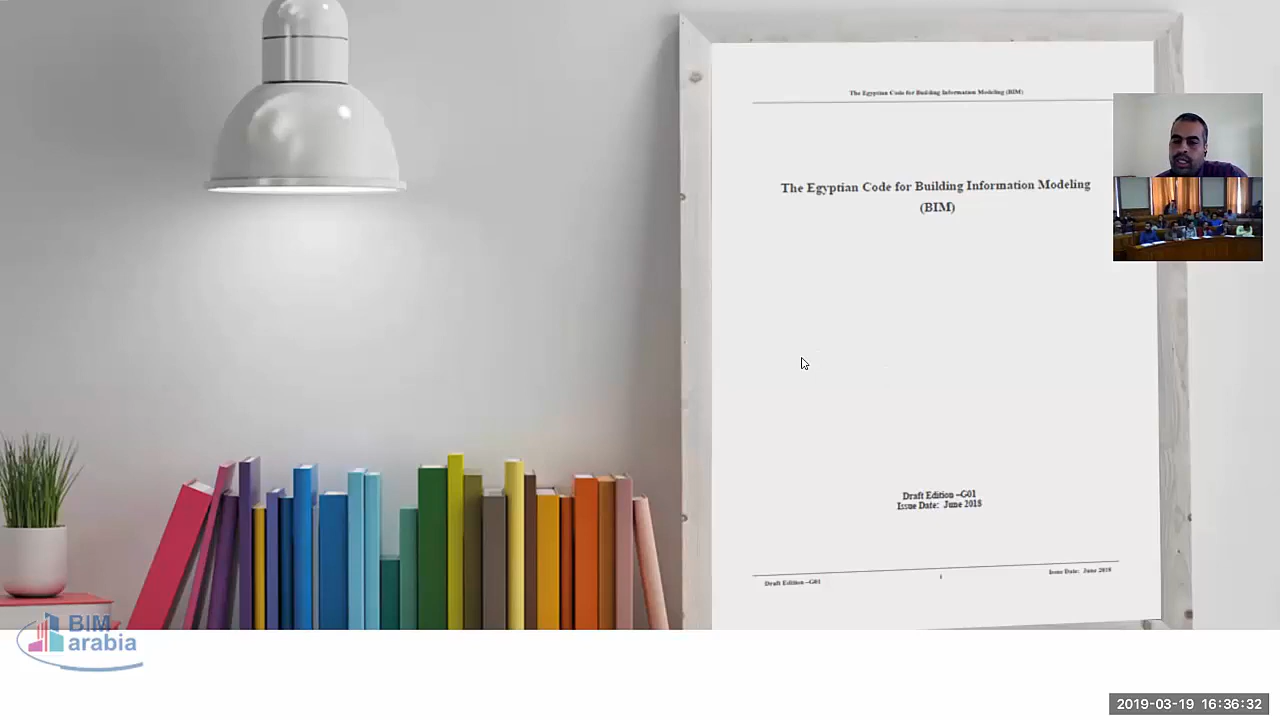 The Egyptian Code for Building Information Modeling (BIM)
The Egyptian Code for Building Information Modeling
(BIM)
Draft Edition –G01
Issue Date: June 2018
Draft Edition –G01
1
Issue Date: June 2018
BIM
arabia
2019-03-19 16:36:32